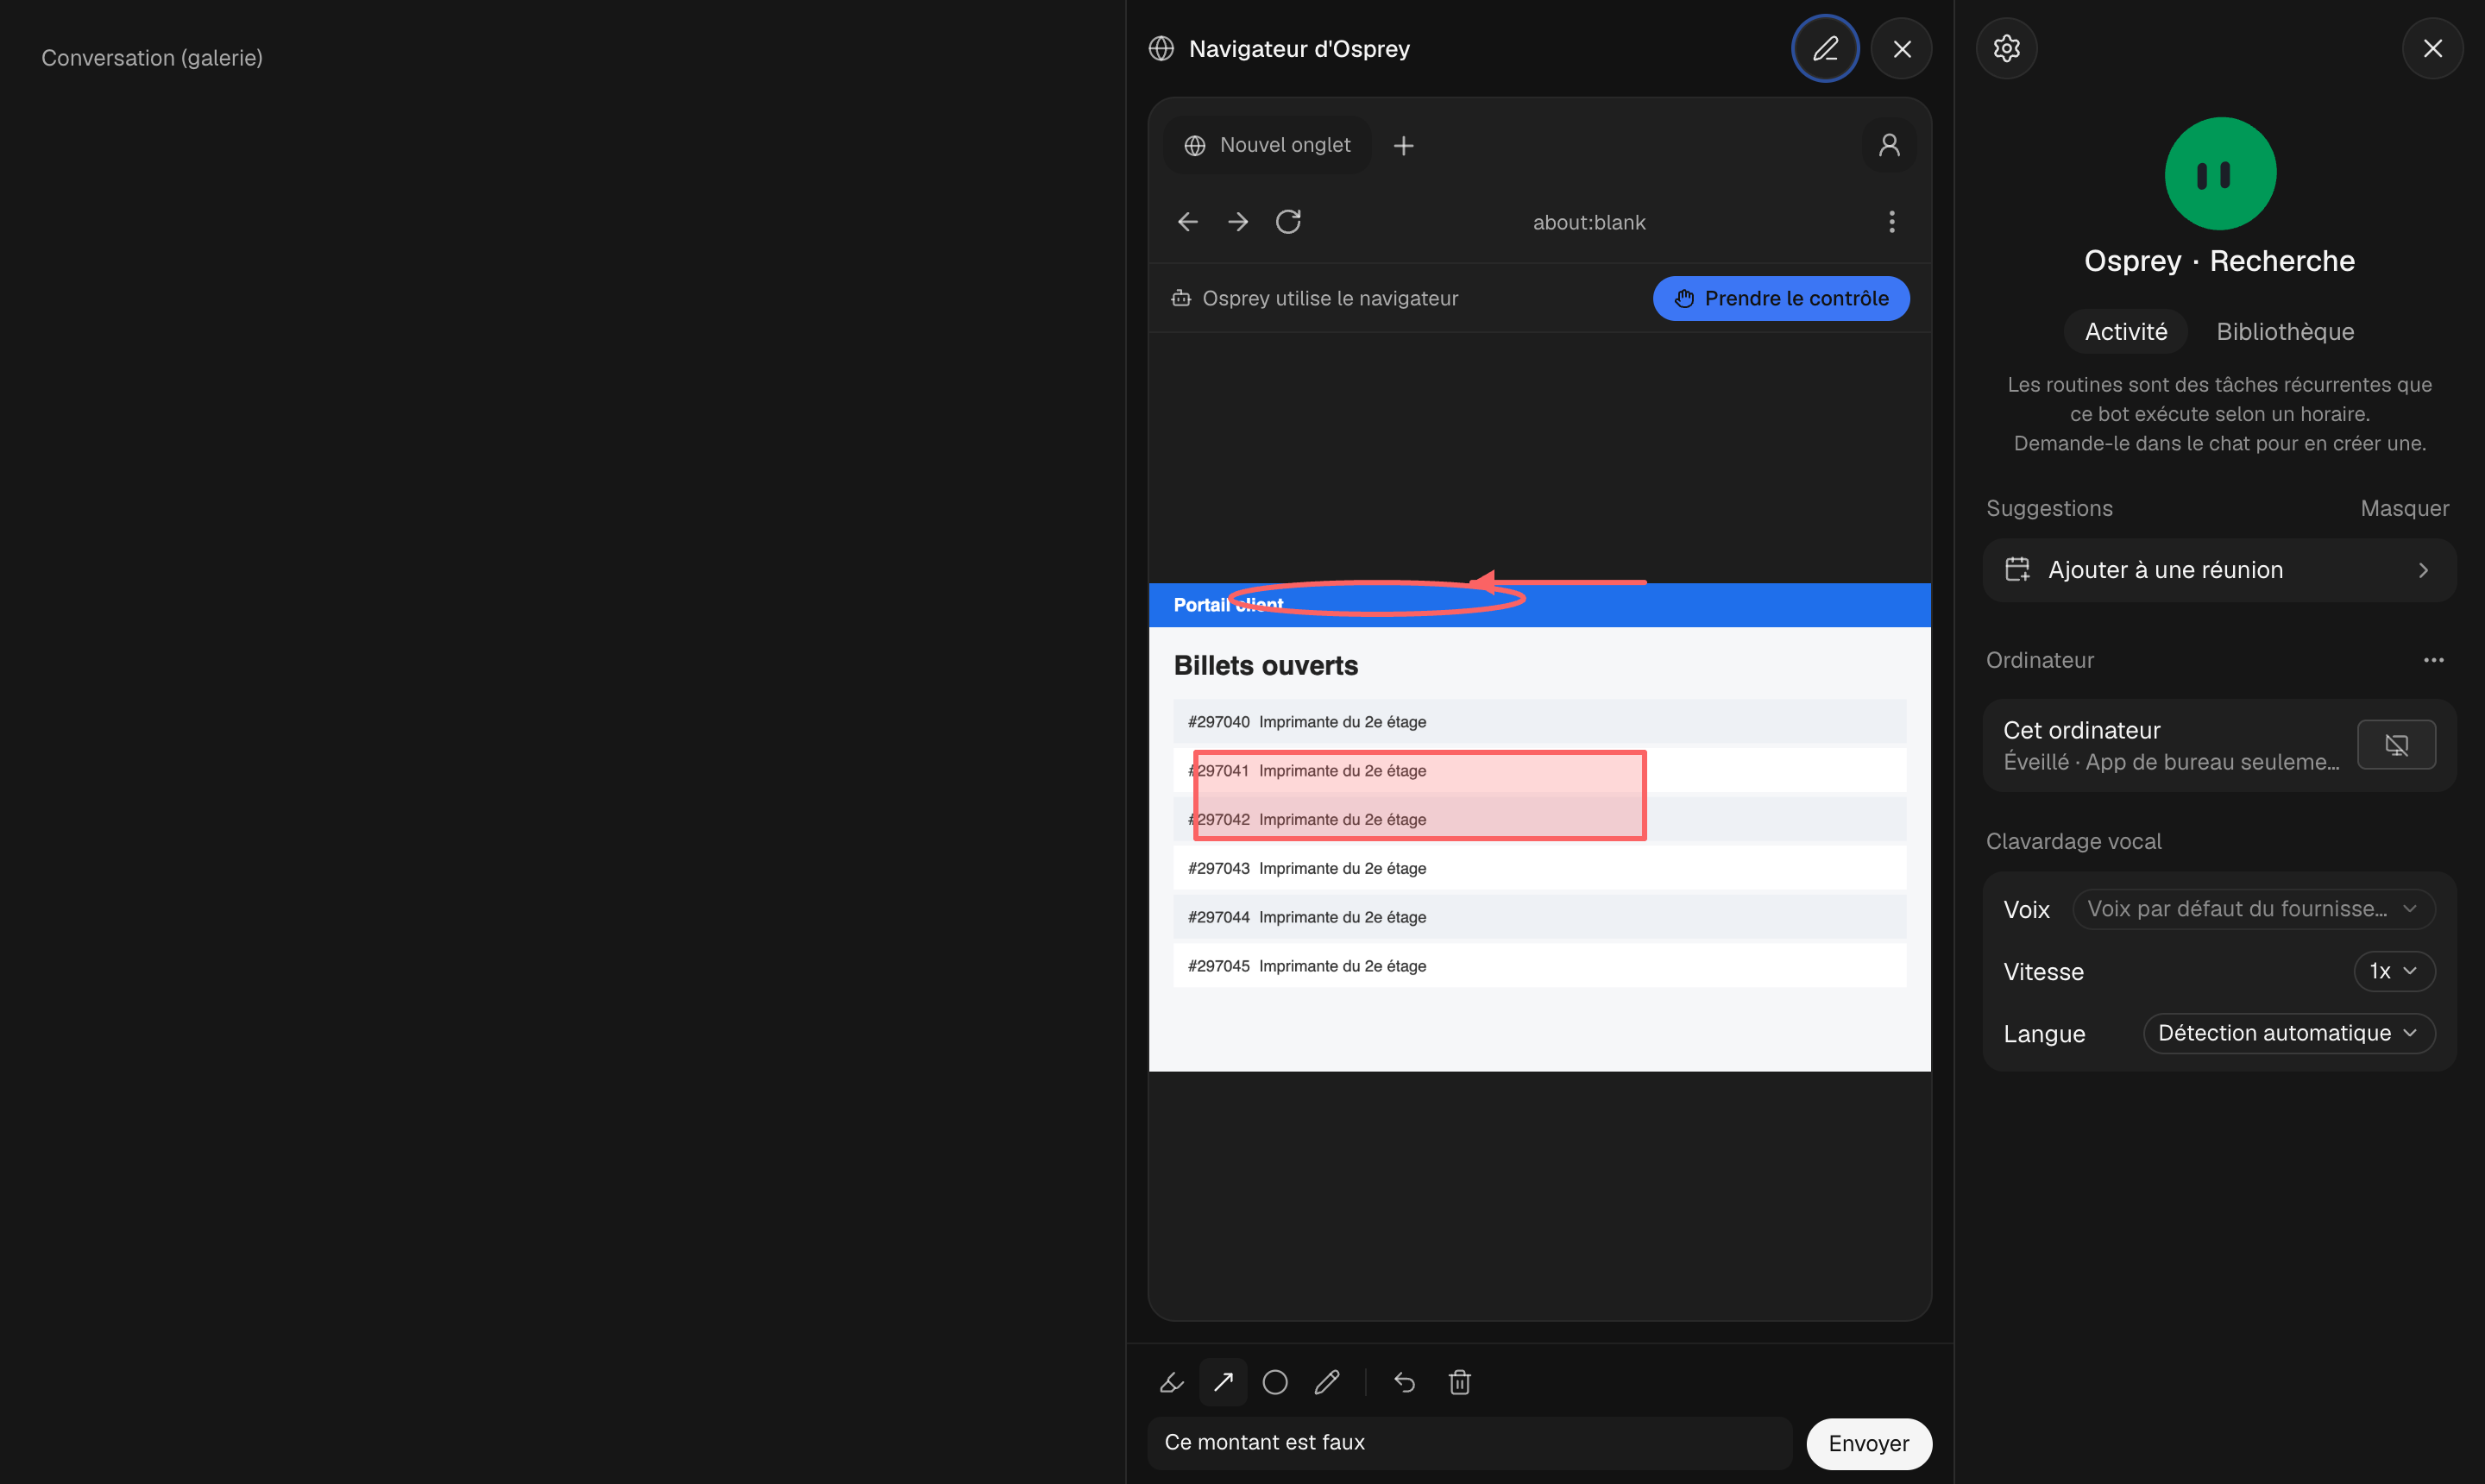 Conversation (galerie)
Navigateur d'Osprey
Nouvel onglet
about:blank
Osprey utilise le navigateur
Prendre le contrôle
Portail client
Billets ouverts
#297040 Imprimante du 2e étage
#297041 Imprimante du 2e étage
#297042 Imprimante du 2e étage
#297043 Imprimante du 2e étage
#297044 Imprimante du 2e étage
#297045 Imprimante du 2e étage
Ce montant est faux
Envoyer
Osprey · Recherche
Activité
Bibliothèque
Les routines sont des tâches récurrentes que
ce bot exécute selon un horaire.
Demande-le dans le chat pour en créer une.
Suggestions
Masquer
Ajouter à une réunion
Ordinateur
Cet ordinateur
Éveillé · App de bureau seuleme...
Clavardage vocal
Voix
Voix par défaut du fournisse...
Vitesse
1x
Langue
Détection automatique